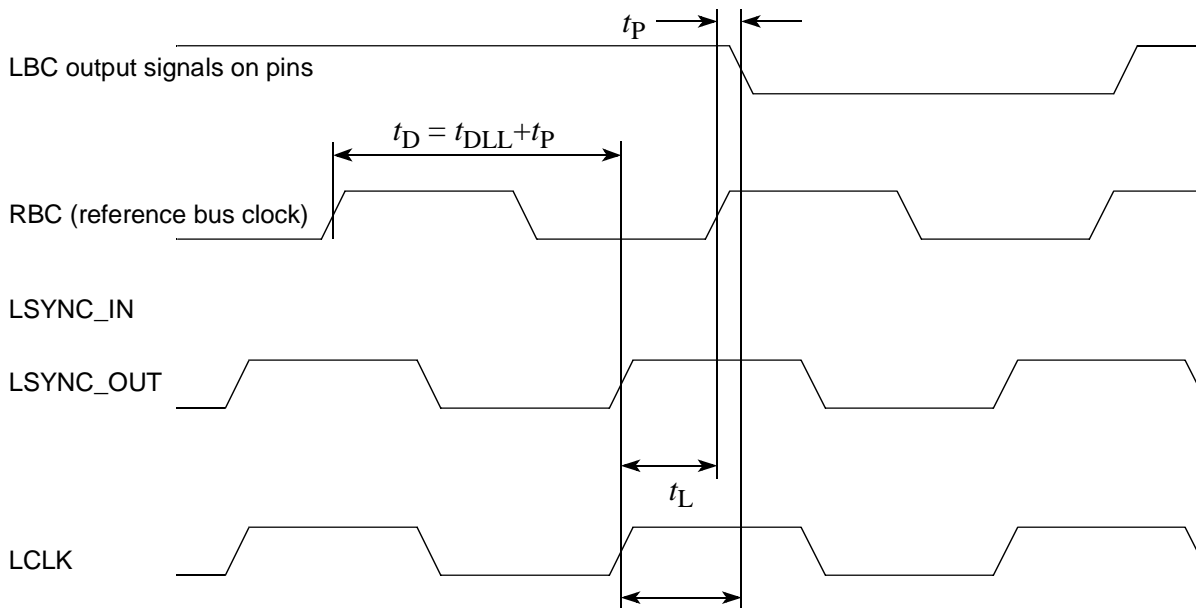 tP
LBC output signals on pins
tD = tDLL+tP
RBC (reference bus clock)
LSYNC_IN
LSYNC_OUT
tL
LCLK